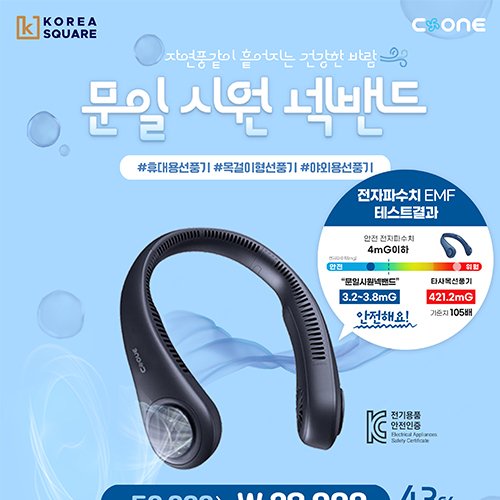 KOREA
SQUARE
COONE
자연풍같이 흩어지는 건강한 바람
문일 시원 넥밴드
#휴대용선풍기 #목걸이형선풍기 #야외용선풍기
전자파수치 EMF
테스트결과
안전 전자파수치
4mG이하
안전
위험
"문일시원넥밴드"
타사목선풍기
3.2~3.8mG
421.2mG
안전해요!
기준치 105배
COONE
전기용품
안전인증
Electrical Appliances
Safety Certificate